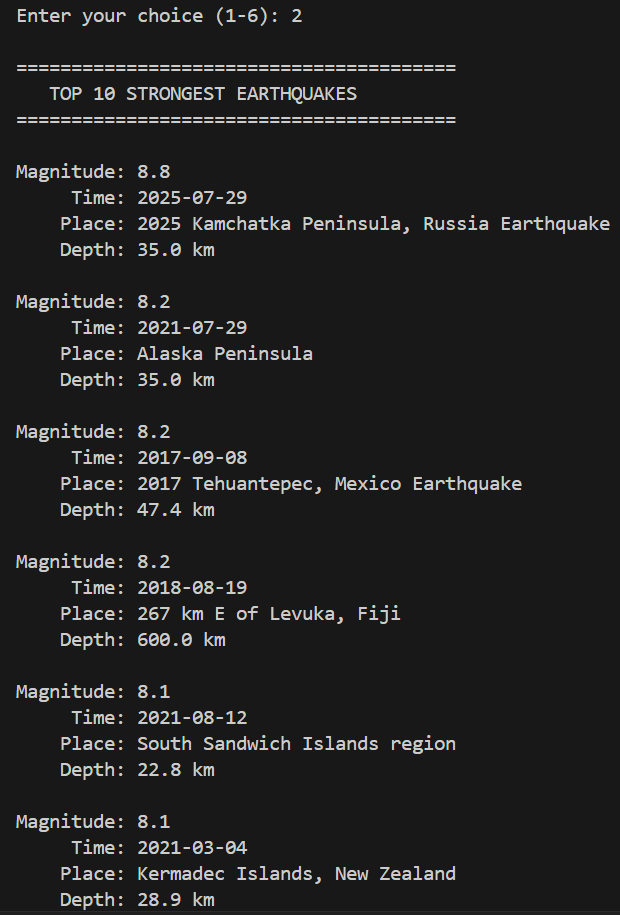 Enter your choice (1-6): 2
========================================
TOP 10 STRONGEST EARTHQUAKES
========================================
Magnitude: 8.8
Time: 2025-07-29
Place: 2025 Kamchatka Peninsula, Russia Earthquake
Depth: 35.0 km
Magnitude: 8.2
Time: 2021-07-29
Place: Alaska Peninsula
Depth: 35.0 km
Magnitude: 8.2
Time: 2017-09-08
Place: 2017 Tehuantepec, Mexico Earthquake
Depth: 47.4 km
Magnitude: 8.2
Time: 2018-08-19
Place: 267 km E of Levuka, Fiji
Depth: 600.0 km
Magnitude: 8.1
Time: 2021-08-12
Place: South Sandwich Islands region
Depth: 22.8 km
Magnitude: 8.1
Time: 2021-03-04
Place: Kermadec Islands, New Zealand
Depth: 28.9 km